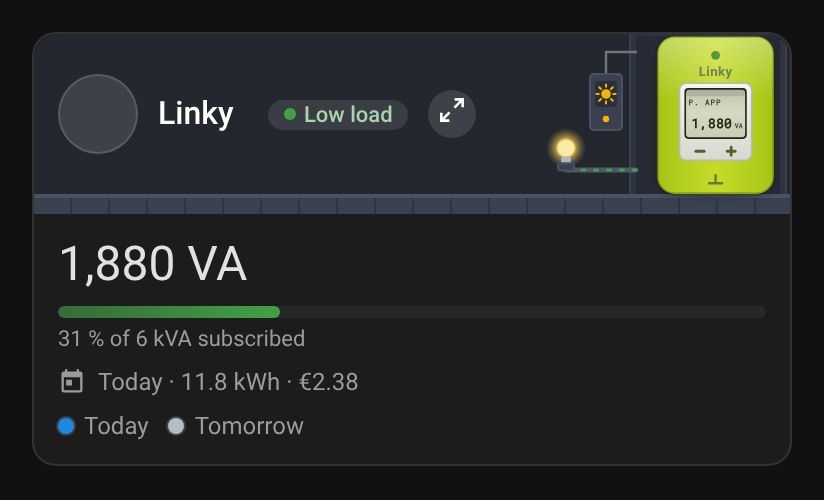 Linky
Low load
Linky
P. APP
1,880 VA
1,880 VA
31 % of 6 kVA subscribed
Today · 11.8 kWh · €2.38
Today
Tomorrow